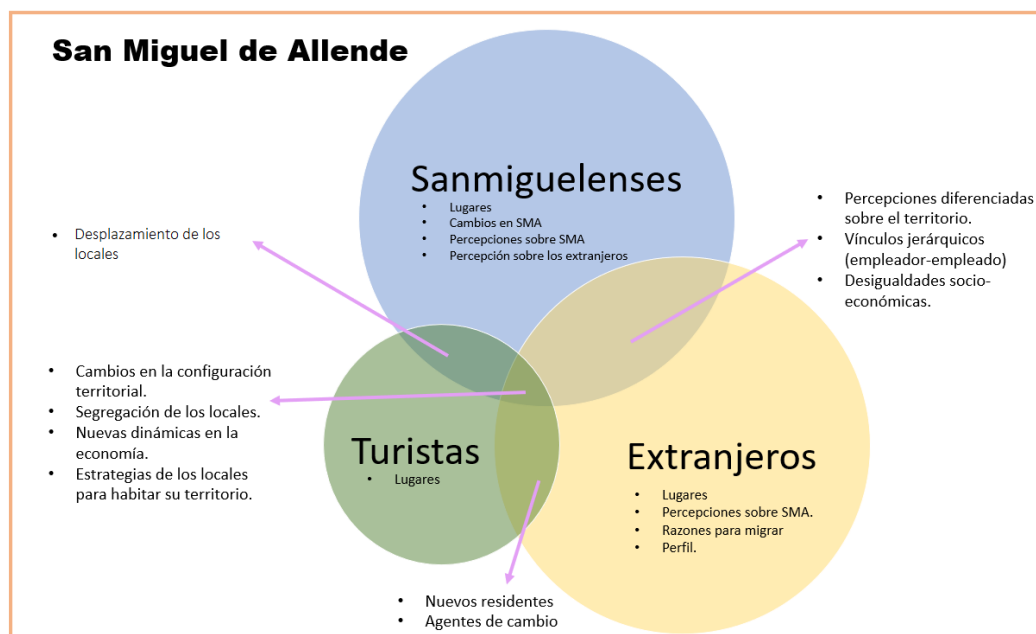 San Miguel de Allende
Sanmiguelenses
• Lugares
• Cambios en SMA
• Percepciones sobre SMA
• Percepción sobre los extranjeros
• Desplazamiento de los
locales
• Percepciones diferenciadas
sobre el territorio.
• Vínculos jerárquicos
(empleador-empleado)
• Desigualdades socio-
económicas.
• Cambios en la configuración
territorial.
• Segregación de los locales.
• Nuevas dinámicas en la
economía.
• Estrategias de los locales
para habitar su territorio.
Turistas
• Lugares
Extranjeros
• Lugares
• Percepciones sobre SMA.
• Razones para migrar
• Perfil.
• Nuevos residentes
• Agentes de cambio